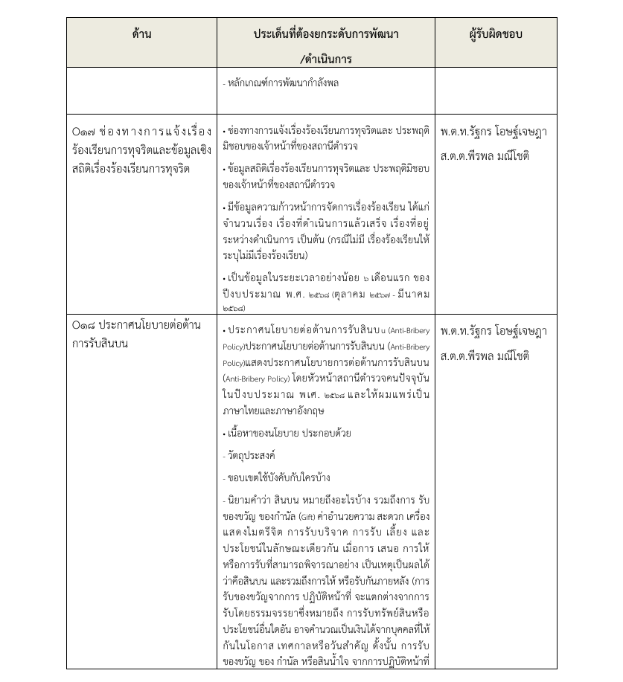 ด้าน
ประเด็นที่ต้องยกระดับการพัฒนา
/ดำเนินการ
ผู้รับผิดชอบ
- หลักเกณฑ์การพัฒนากำลังพล
O๑๗ ช่องทางการแจ้งเรื่อง
ร้องเรียนการทุจริตและข้อมูลเชิง
สถิติเรื่องร้องเรียนการทุจริต
• ช่องทางการแจ้งเรื่องร้องเรียนการทุจริตและ ประพฤติ
มิชอบของเจ้าหน้าที่ของสถานีตำรวจ
• ข้อมูลสถิติเรื่องร้องเรียนการทุจริตและ ประพฤติมิชอบ
ของเจ้าหน้าที่ของสถานีตำรวจ
• มีข้อมูลความก้าวหน้าการจัดการเรื่องร้องเรียน ได้แก่
จำนวนเรื่อง เรื่องที่ดำเนินการแล้วเสร็จ เรื่องที่อยู่
ระหว่างดำเนินการ เป็นต้น (กรณีไม่มี เรื่องร้องเรียนให้
ระบุไม่มีเรื่องร้องเรียน)
• เป็นข้อมูลในระยะเวลาอย่างน้อย ๖ เดือนแรก ของ
ปีงบประมาณ พ.ศ. ๒๕๖๘ (ตุลาคม ๒๕๖๗ - มีนาคม
๒๕๖๘)
พ.ต.ท.รัฐกร โอษฐ์เจษฎา
ส.ต.ต.พีรพล มณีโชติ
O๑๘ ประกาศนโยบายต่อต้าน
การรับสินบน
• ประกาศนโยบายต่อต้านการรับสินบน (Anti-Bribery
Policy)ประกาศนโยบายต่อต้านการรับสินบน (Anti-Bribery
Policy)แสดงประกาศนโยบายการต่อต้านการรับสินบน
(Anti-Bribery Policy) โดยหัวหน้าสถานีตำรวจคนปัจจุบัน
ในปีงบประมาณ พเศ. ๒๕๖๘ และให้ผมแพร่เป็น
ภาษาไทยและภาษาอังกฤษ
• เนื้อหาของนโยบาย ประกอบด้วย
- วัตถุประสงค์
- ขอบเขตใช้บังคับกับใครบ้าง
- นิยามคำว่า สินบน หมายถึงอะไรบ้าง รวมถึงการ รับ
ของขวัญ ของกำนัล (Gift) ค่าอำนวยความ สะดวก เครื่อง
แสดงไมตรีจิต การรับบริจาค การรับ เลี้ยง และ
ประโยชน์ในลักษณะเดียวกัน เมื่อการ เสนอ การให้
หรือการรับที่สามารถพิจารณาอย่าง เป็นเหตุเป็นผลได้
ว่าคือสินบน และรวมถึงการให้ หรือรับกันภายหลัง (การ
รับของขวัญจากการ ปฏิบัติหน้าที่ จะแตกต่างจากการ
รับโดยธรรมจรรยาซึ่งหมายถึง การรับทรัพย์สินหรือ
ประโยชน์อื่นใดอัน อาจคำนวณเป็นเงินได้จากบุคคลที่ให้
กันในโอกาส เทศกาลหรือวันสำคัญ ดั้งนั้น การรับ
ของขวัญ ของ กำนัล หรือสินน้ำใจ จากการปฏิบัติหน้าที่
พ.ต.ท.รัฐกร โอษฐ์เจษฎา
ส.ต.ต.พีรพล มณีโชติ